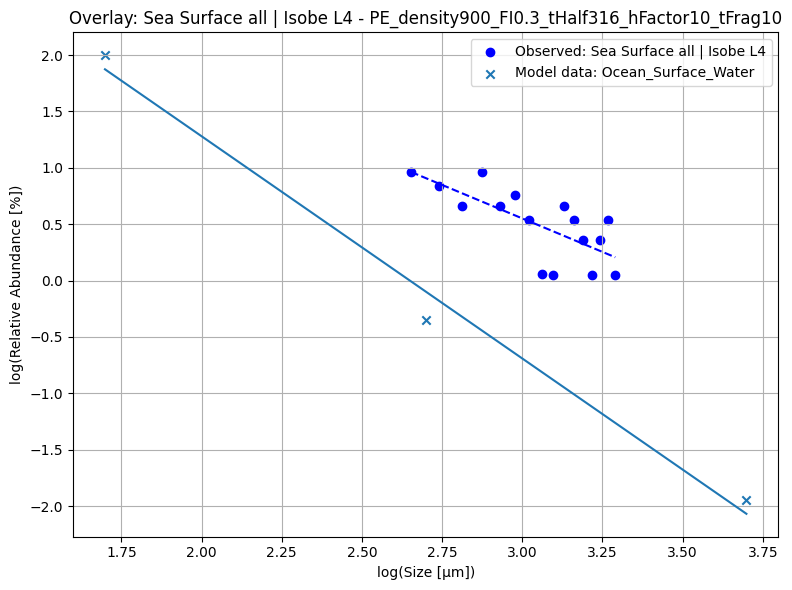 Overlay: Sea Surface all | Isobe L4 - PE_density900_FI0.3_tHalf316_hFactor10_tFrag10
Observed: Sea Surface all | Isobe L4
Model data: Ocean_Surface_Water
log(Relative Abundance [%])
2.0
1.5
1.0
0.5
0.0
−0.5
−1.0
−1.5
−2.0
1.75 2.00 2.25 2.50 2.75 3.00 3.25 3.50 3.75
log(Size [μm])